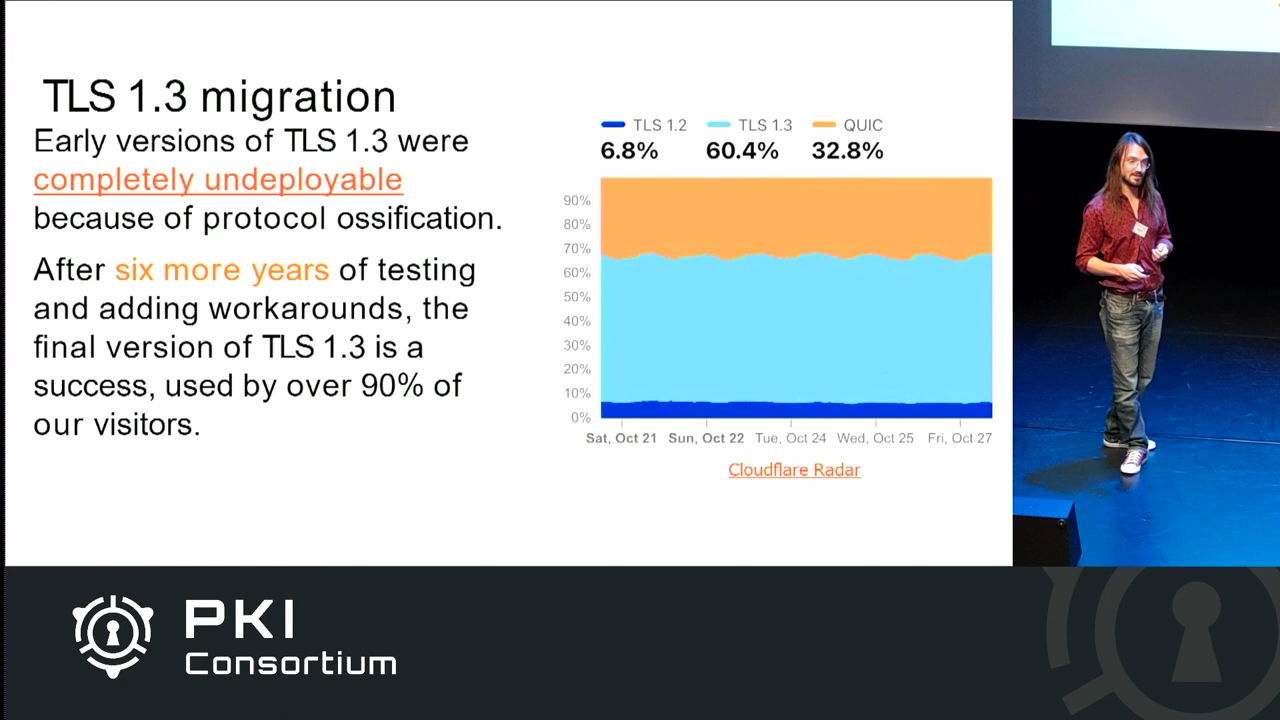 TLS 1.3 migration
Early versions of TLS 1.3 were
completely undeployable
because of protocol ossification.
After six more years of testing
and adding workarounds, the
final version of TLS 1.3 is a
success, used by over 90% of
our visitors.
TLS 1.2 TLS 1.3 QUIC
6.8% 60.4% 32.8%
90%
80%
70%
60%
50%
40%
30%
20%
10%
0%
Sat, Oct 21 Sun, Oct 22 Tue, Oct 24 Wed, Oct 25 Fri, Oct 27
Cloudflare Radar
PKI
Consortium